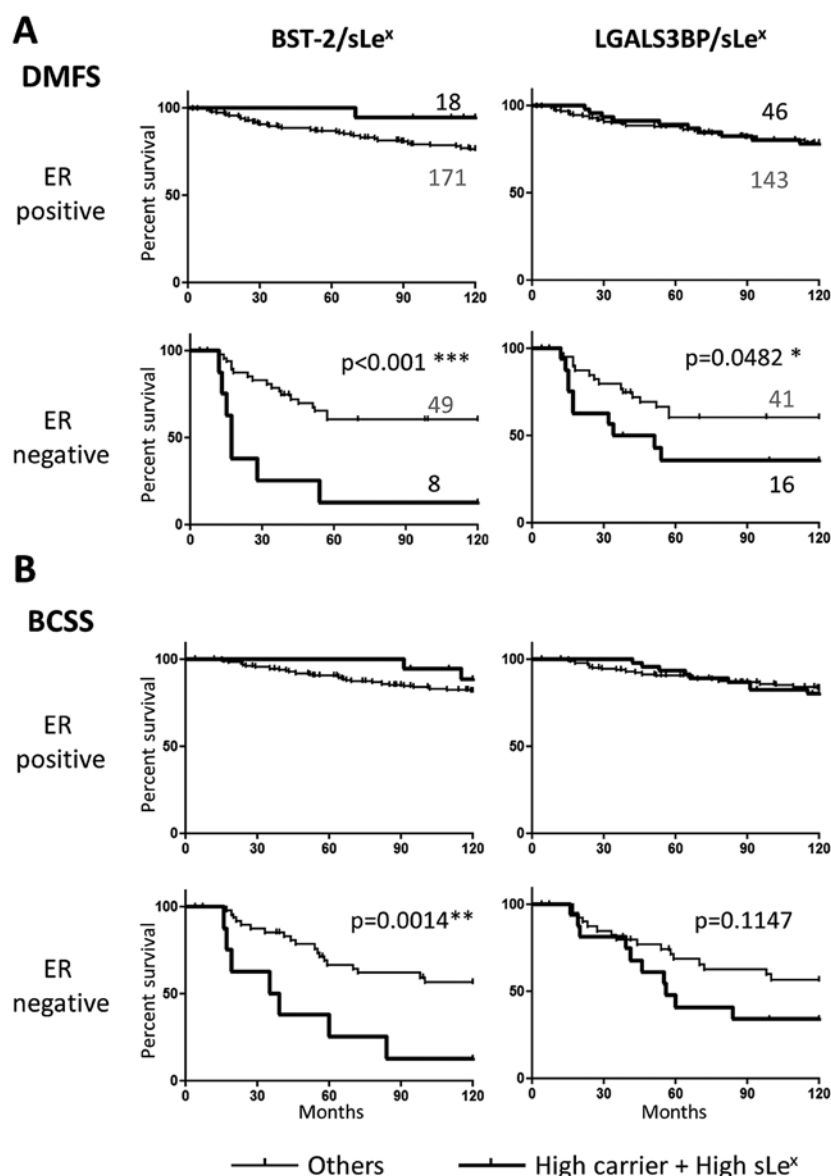 A
BST-2/sLeˣ LGALS3BP/sLeˣ
DMFS
ER positive
Percent survival
100
50
0
0 30 60 90 120
18
171
100
50
0
0 30 60 90 120
46
143
ER negative
Percent survival
100
50
0
0 30 60 90 120
p<0.001 ***
49
8
100
50
0
0 30 60 90 120
p=0.0482 *
41
16
B
BCSS
ER positive
Percent survival
100
50
0
0 30 60 90 120
100
50
0
0 30 60 90 120
ER negative
Percent survival
100
50
0
0 30 60 90 120
Months
p=0.0014**
100
50
0
0 30 60 90 120
Months
p=0.1147
Others High carrier + High sLeˣ